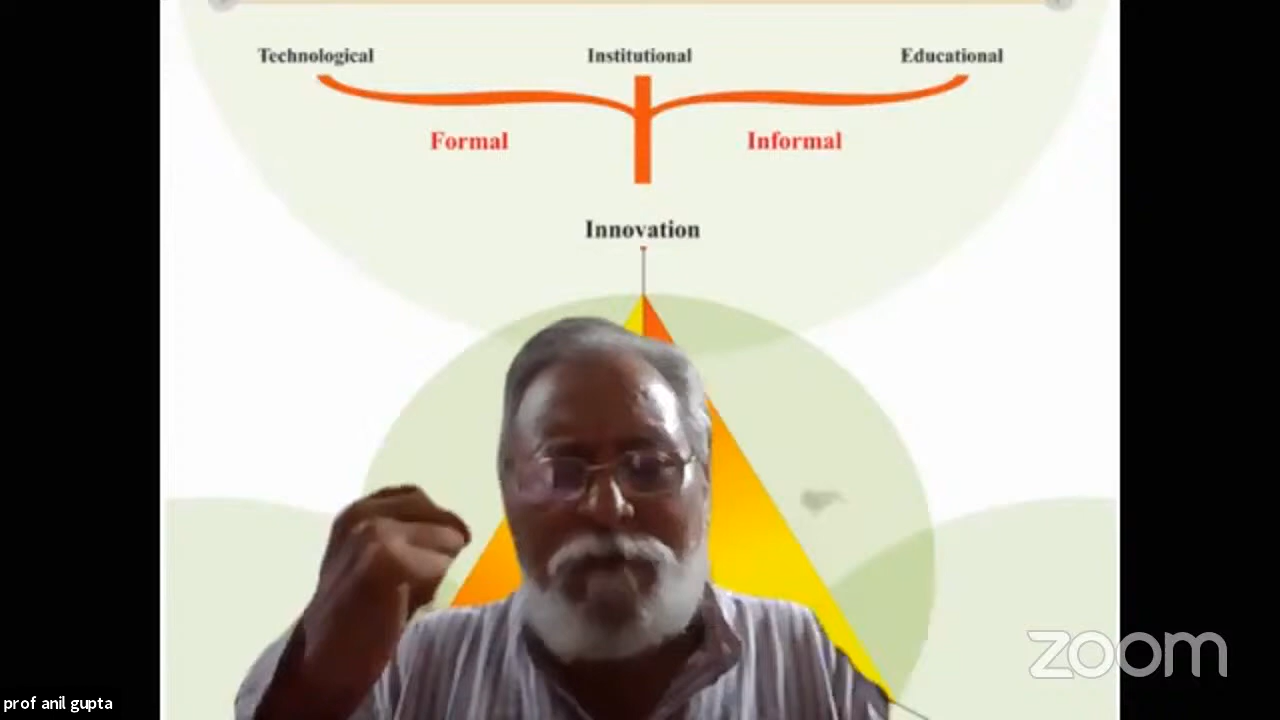 Technological Institutional Educational
Formal Informal
Innovation
zoom
prof anil gupta